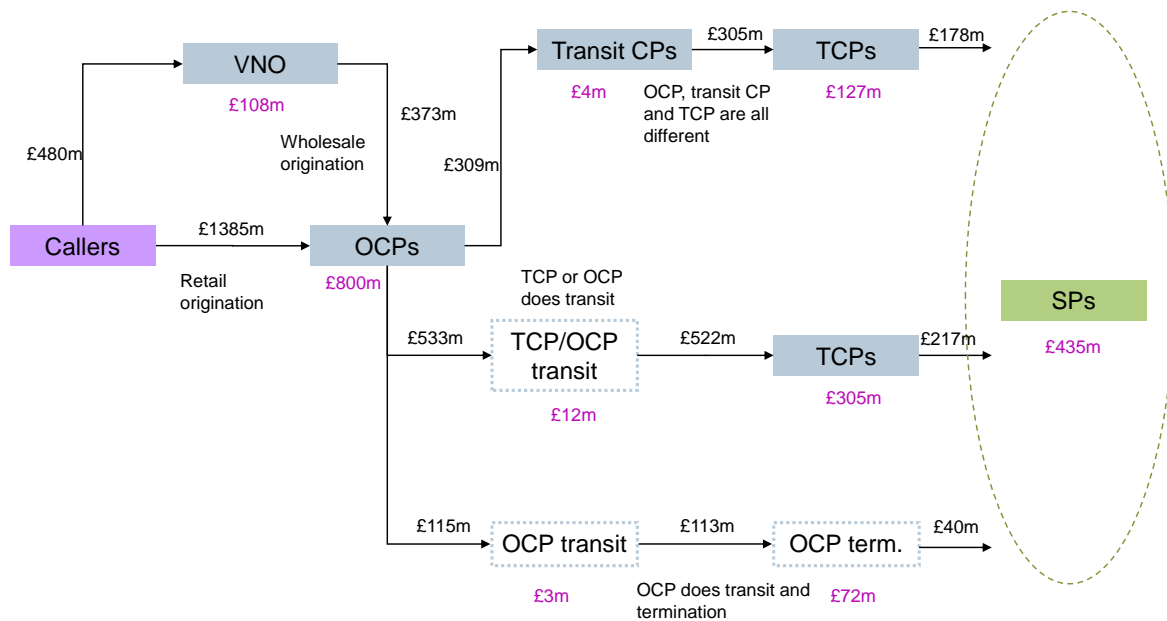 £305m
£178m
VNO
Transit CPs
TCPs
£108m
£4m
OCP, transit CP
and TCP are all
different
£127m
£373m
£480m
Wholesale
origination
£309m
£1385m
Callers
OCPs
Retail
origination
£800m
TCP or OCP
does transit
SPs
£533m
TCP/OCP
transit
£522m
TCPs
£217m
£435m
£12m
£305m
£115m
OCP transit
£113m
OCP term.
£40m
£3m
OCP does transit and
termination
£72m